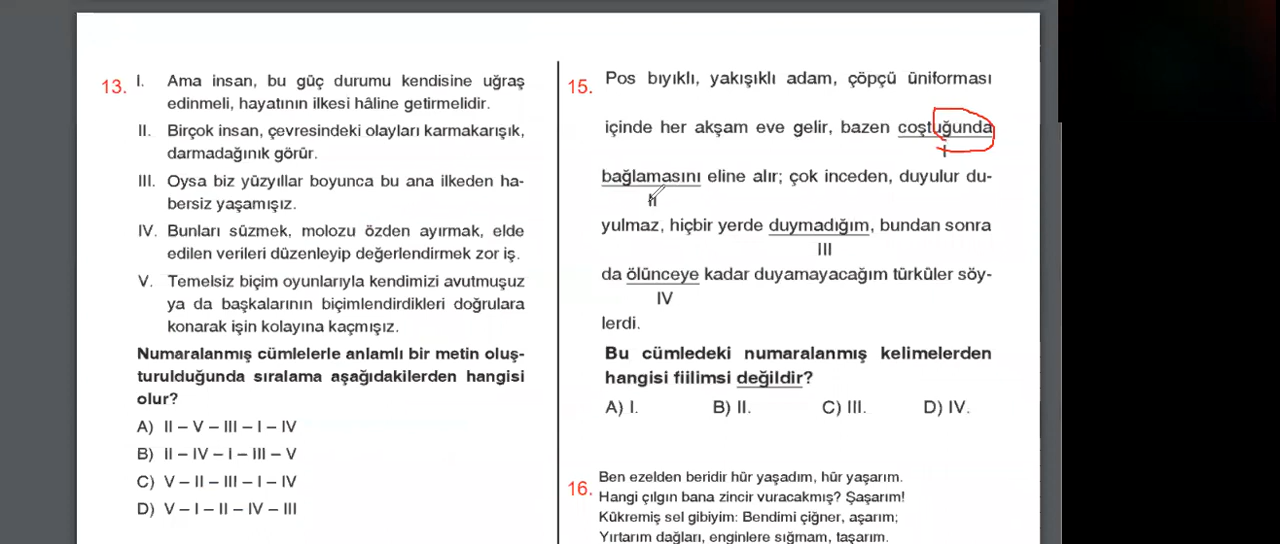 13. I. Ama insan, bu güç durumu kendisine uğraş
edinmeli, hayatının ilkesi hâline getirmelidir.
II. Birçok insan, çevresindeki olayları karmakarışık,
darmadağınık görür.
III. Oysa biz yüzyıllar boyunca bu ana ilkeden ha-
bersiz yaşamışız.
IV. Bunları süzmek, molozu özden ayırmak, elde
edilen verileri düzenleyip değerlendirmek zor iş.
V. Temelsiz biçim oyunlarıyla kendimizi avutmuşuz
ya da başkalarının biçimlendirdikleri doğrulara
konarak işin kolayına kaçmışız.
Numaralanmış cümlelerle anlamlı bir metin oluş-
turulduğunda sıralama aşağıdakilerden hangisi
olur?
A) II – V – III – I – IV
B) II – IV – I – III – V
C) V – II – III – I – IV
D) V – I – II – IV – III
15. Pos bıyıklı, yakışıklı adam, çöpçü üniforması
içinde her akşam eve gelir, bazen coştuğunda
I
bağlamasını eline alır; çok inceden, duyulur du-
II
yulmaz, hiçbir yerde duymadığım, bundan sonra
III
da ölünceye kadar duyamayacağım türküler söy-
IV
lerdi.
Bu cümledeki numaralanmış kelimelerden
hangisi fiilimsi değildir?
A) I. B) II. C) III. D) IV.
16. Ben ezelden beridir hür yaşadım, hür yaşarım.
Hangi çılgın bana zincir vuracakmış? Şaşarım!
Kükremiş sel gibiyim: Bendimi çiğner, aşarım;
Yırtarım dağları, enginlere sığmam, taşarım.